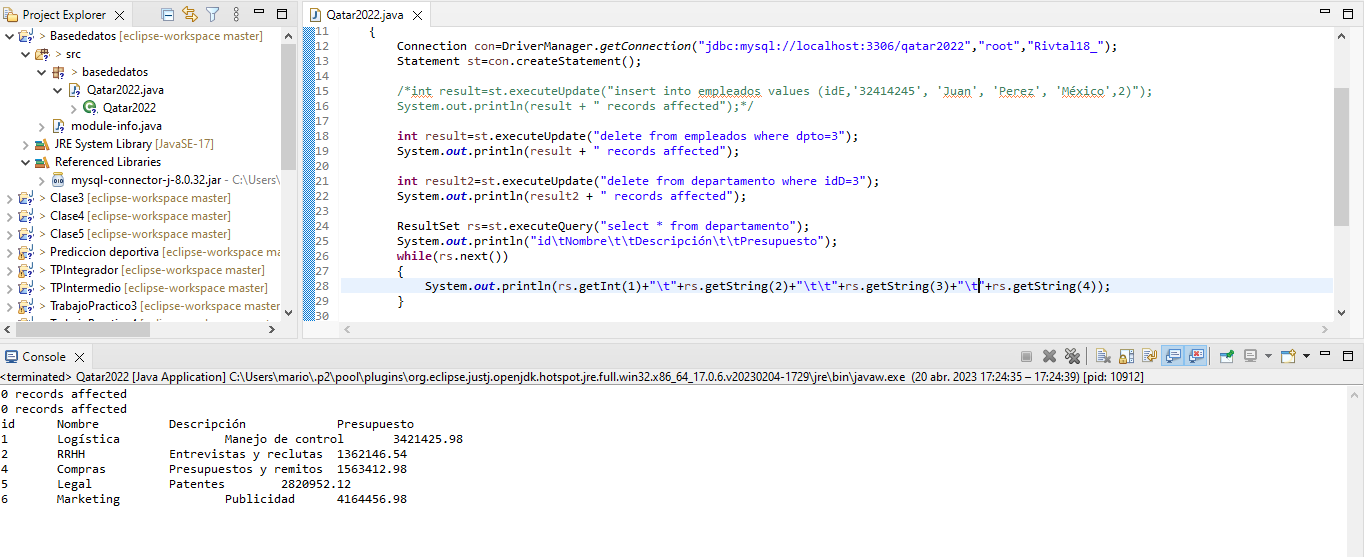 Project Explorer
> Basededatos [eclipse-workspace master]
> src
> basededatos
Qatar2022.java
Qatar2022
module-info.java
JRE System Library [JavaSE-17]
Referenced Libraries
mysql-connector-j-8.0.32.jar - C:\Users\
> Clase3 [eclipse-workspace master]
> Clase4 [eclipse-workspace master]
> Clase5 [eclipse-workspace master]
> Prediccion deportiva [eclipse-workspace master]
> TPIntegrador [eclipse-workspace master]
> TPIntermedio [eclipse-workspace master]
> TrabajoPractico3 [eclipse-workspace master]
Qatar2022.java
11 {
12 Connection con=DriverManager.getConnection("jdbc:mysql://localhost:3306/qatar2022","root","Rivtal18_");
13 Statement st=con.createStatement();
14
15 /*int result=st.executeUpdate("insert into empleados values (idE,'32414245', 'Juan', 'Perez', 'México',2)");
16 System.out.println(result + " records affected");*/
17
18 int result=st.executeUpdate("delete from empleados where dpto=3");
19 System.out.println(result + " records affected");
20
21 int result2=st.executeUpdate("delete from departamento where idD=3");
22 System.out.println(result2 + " records affected");
23
24 ResultSet rs=st.executeQuery("select * from departamento");
25 System.out.println("id\tNombre\t\tDescripción\t\tPresupuesto");
26 while(rs.next())
27 {
28 System.out.println(rs.getInt(1)+"\t"+rs.getString(2)+"\t\t"+rs.getString(3)+"\t"+rs.getString(4));
29 }
30
Console
<terminated> Qatar2022 [Java Application] C:\Users\mario\.p2\pool\plugins\org.eclipse.justj.openjdk.hotspot.jre.full.win32.x86_64_17.0.6.v20230204-1729\jre\bin\javaw.exe (20 abr. 2023 17:24:35 – 17:24:39) [pid: 10912]
0 records affected
0 records affected
id Nombre Descripción Presupuesto
1 Logística Manejo de control 3421425.98
2 RRHH Entrevistas y reclutas 1362146.54
4 Compras Presupuestos y remitos 1563412.98
5 Legal Patentes 2820952.12
6 Marketing Publicidad 4164456.98